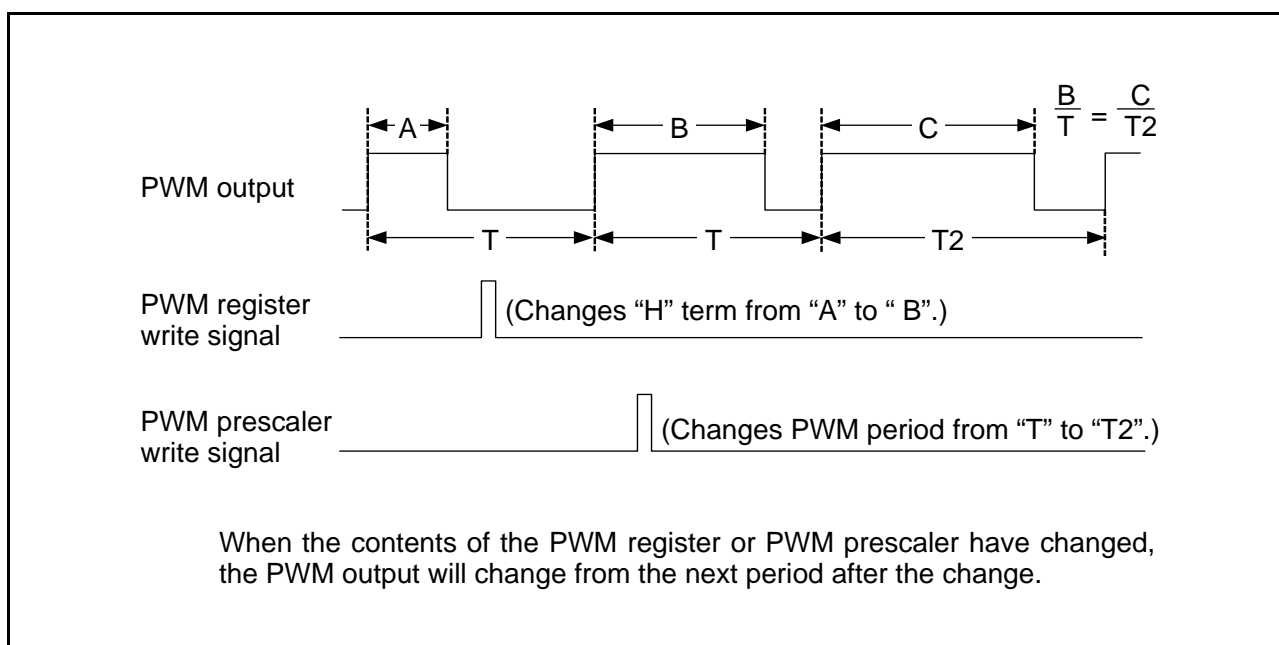 A
B
C
B
T
=
C
T2
PWM output
T
T
T2
PWM register
write signal
(Changes “H” term from “A” to “ B”.)
PWM prescaler
write signal
(Changes PWM period from “T” to “T2”.)
When the contents of the PWM register or PWM prescaler have changed,
the PWM output will change from the next period after the change.